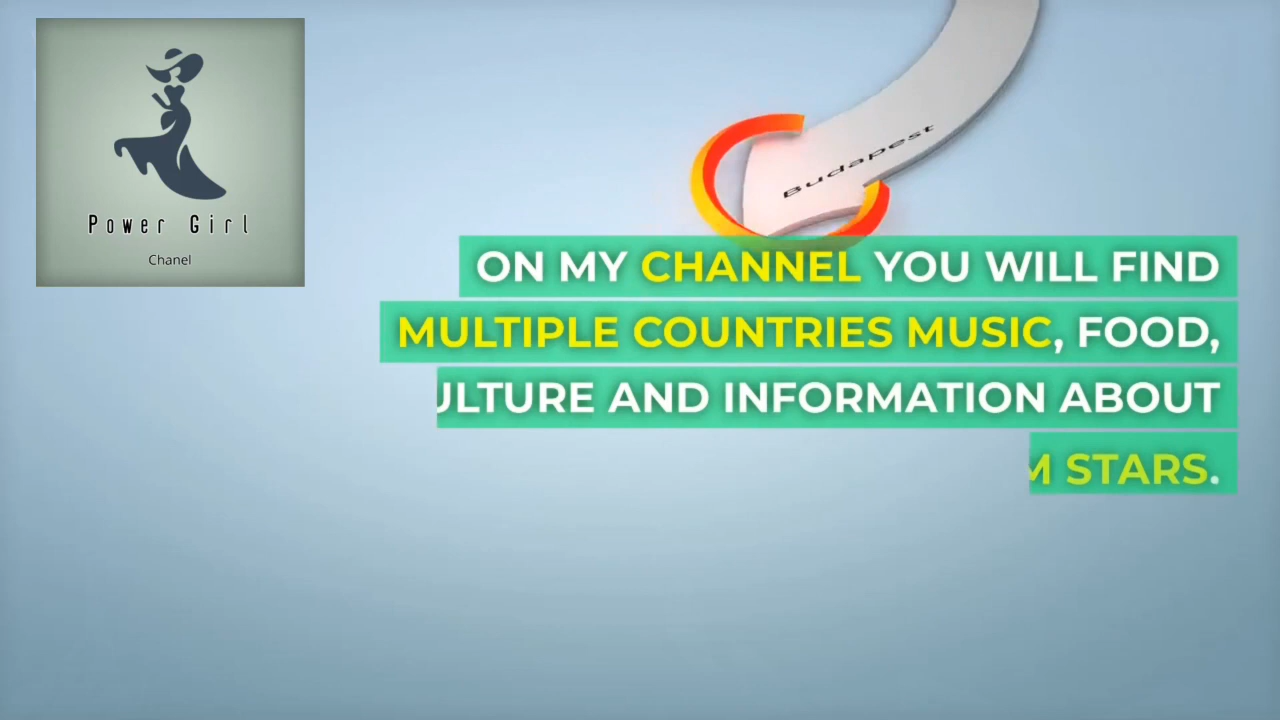 Power Girl
Chanel
Budapest
ON MY CHANNEL YOU WILL FIND
MULTIPLE COUNTRIES MUSIC, FOOD,
ULTURE AND INFORMATION ABOUT
M STARS.